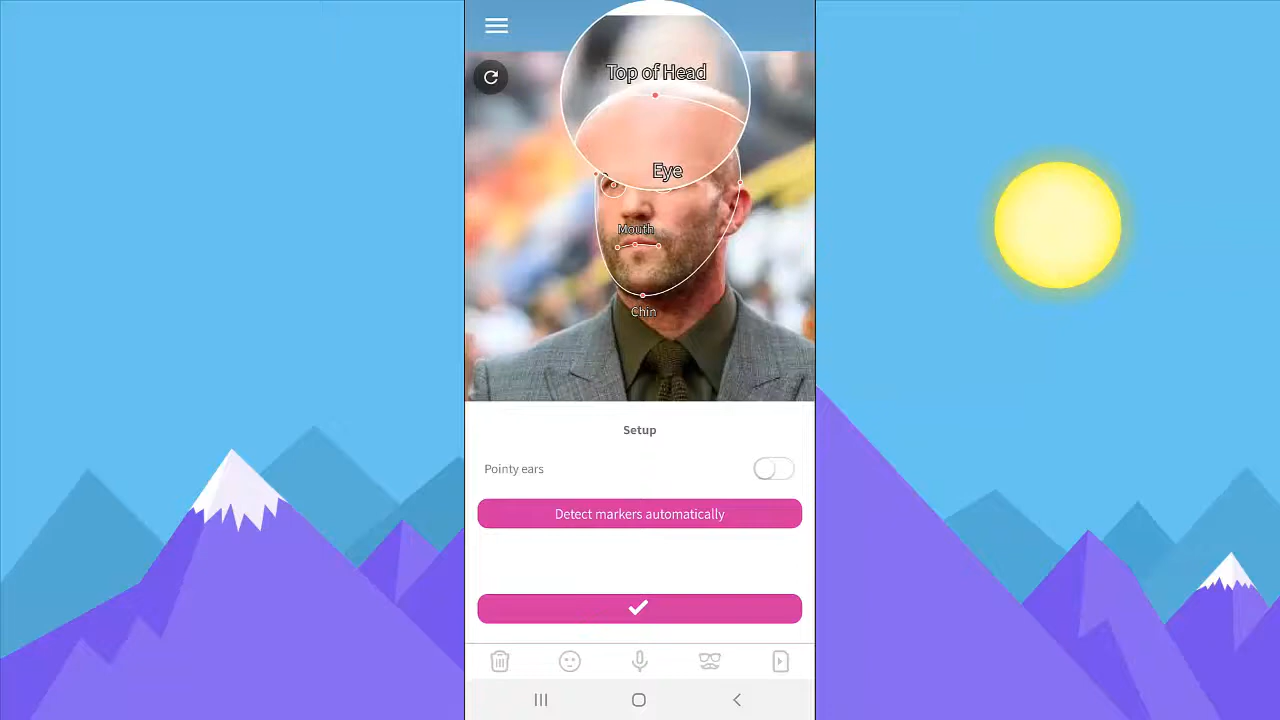 Top of Head
Eye
Mouth
Chin
Setup
Pointy ears
Detect markers automatically